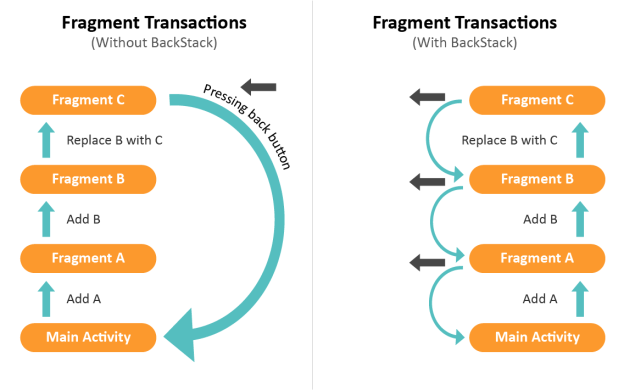 Fragment Transactions
(Without BackStack)
Fragment C
Pressing back button
Replace B with C
Fragment B
Add B
Fragment A
Add A
Main Activity
Fragment Transactions
(With BackStack)
Fragment C
Replace B with C
Fragment B
Add B
Fragment A
Add A
Main Activity